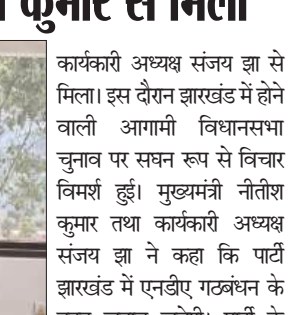 कुमार से मिला
कार्यकारी अध्यक्ष संजय झा से
मिला। इस दौरान झारखंड में होने
वाली आगामी विधानसभा
चुनाव पर सघन रूप से विचार
विमर्श हुई। मुख्यमंत्री नीतीश
कुमार तथा कार्यकारी अध्यक्ष
संजय झा ने कहा कि पार्टी
झारखंड में एनडीए गठबंधन के